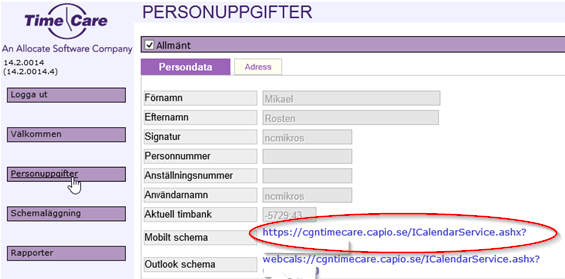 Time Care
An Allocate Software Company
14.2.0014
(14.2.0014.4)
Logga ut
Välkommen
Personuppgifter
Schemaläggning
Rapporter
PERSONUPPGIFTER
Allmänt
Persondata
Adress
Förnamn Mikael
Efternamn Rosten
Signatur ncmikros
Personnummer
Anställningsnummer
Användarnamn ncmikros
Aktuell timbank -5729:43
Mobilt schema https://cgntimecare.capio.se/ICalendarService.ashx?
Outlook schema webcals://cgntimecare.capio.se/ICalendarService.ashx?